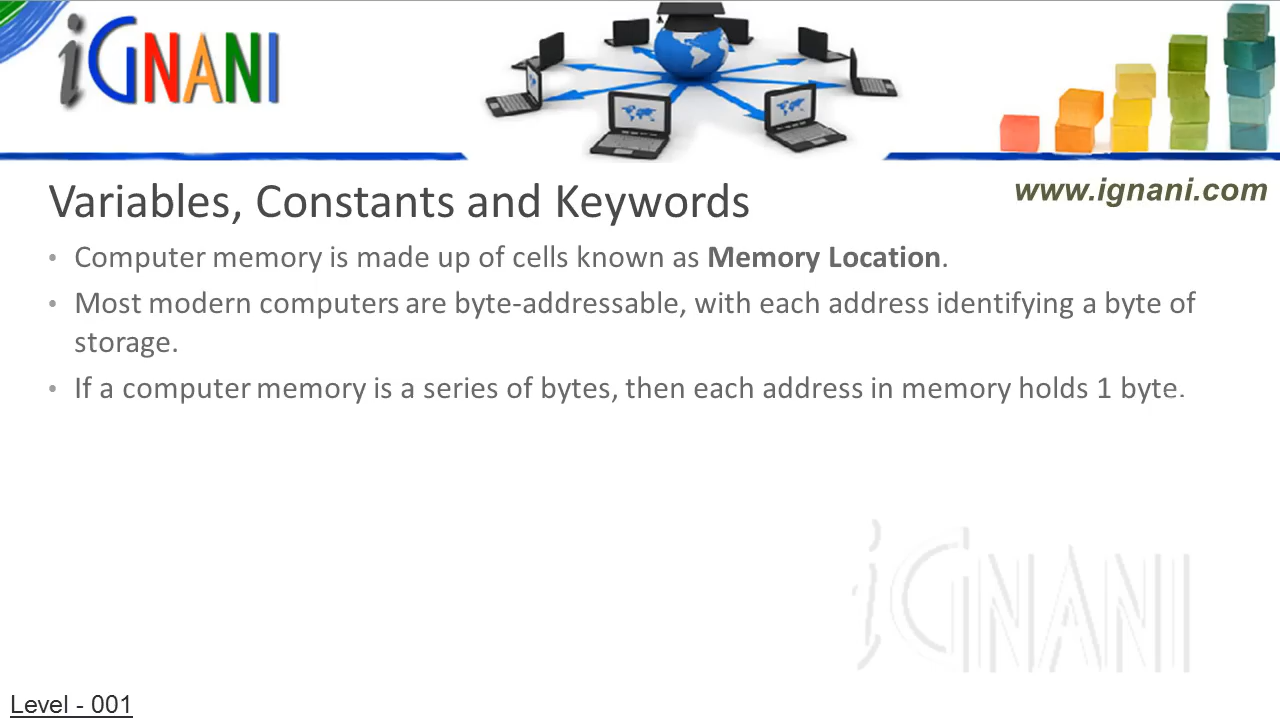 iGNANI
www.ignani.com
Variables, Constants and Keywords
• Computer memory is made up of cells known as Memory Location.
• Most modern computers are byte-addressable, with each address identifying a byte of
storage.
• If a computer memory is a series of bytes, then each address in memory holds 1 byte.
iGNANI
Level - 001